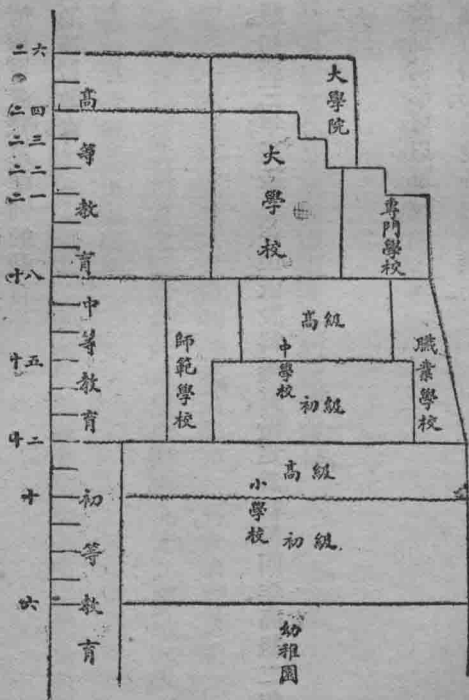 二六
二四
二三
二二
二一
十八
十五
十二
十
六
高等教育
中等教育
初等教育
大學院
大學校
專門學校
師範學校
高級
中學校
初級
職業學校
高級
小學校
初級
幼稚園